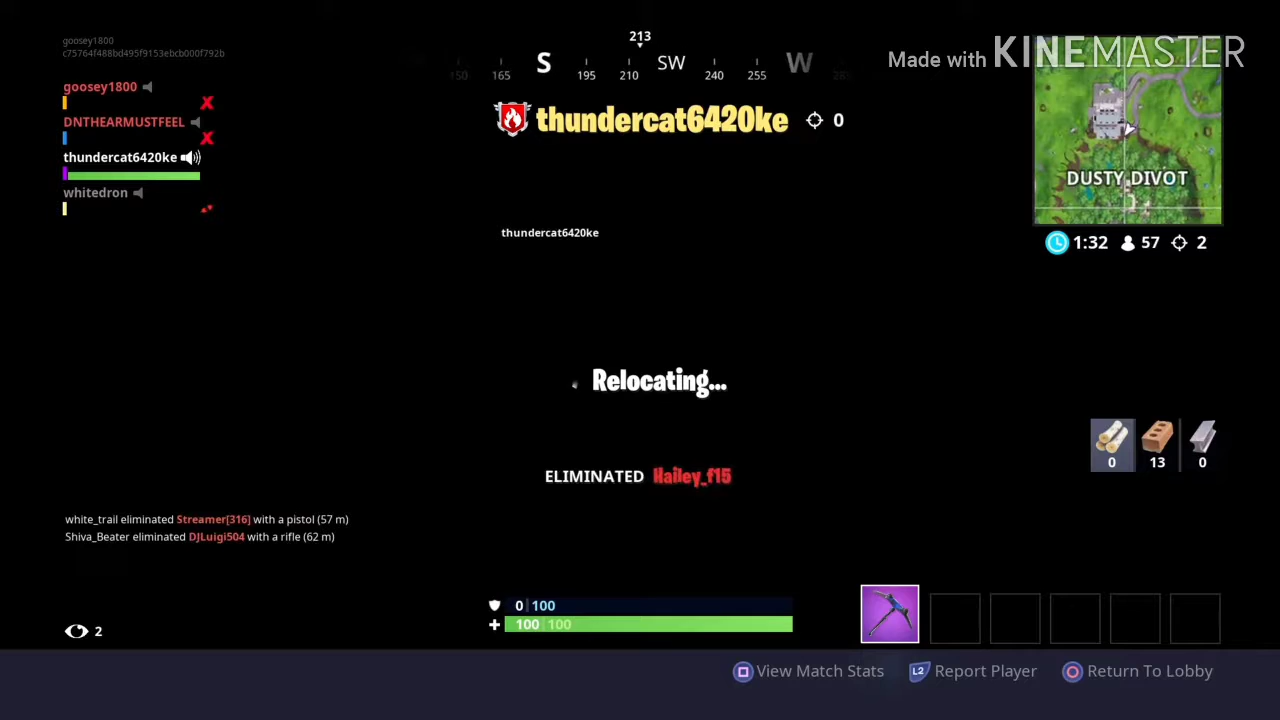 goosey1800
c75764f488bd495f9153ebcb000f792b
goosey1800
DNTHEARMUSTFEEL
thundercat6420ke
whitedron
213
150 165 S 195 210 SW 240 255 W
thundercat6420ke 0
Made with KINEMASTER
DUSTY DIVOT
1:32 57 2
thundercat6420ke
Relocating...
ELIMINATED Hailey_f15
0 13 0
white_trail eliminated Streamer[316] with a pistol (57 m)
Shiva_Beater eliminated DJLuigi504 with a rifle (62 m)
0 | 100
100 | 100
2
View Match Stats L2 Report Player Return To Lobby